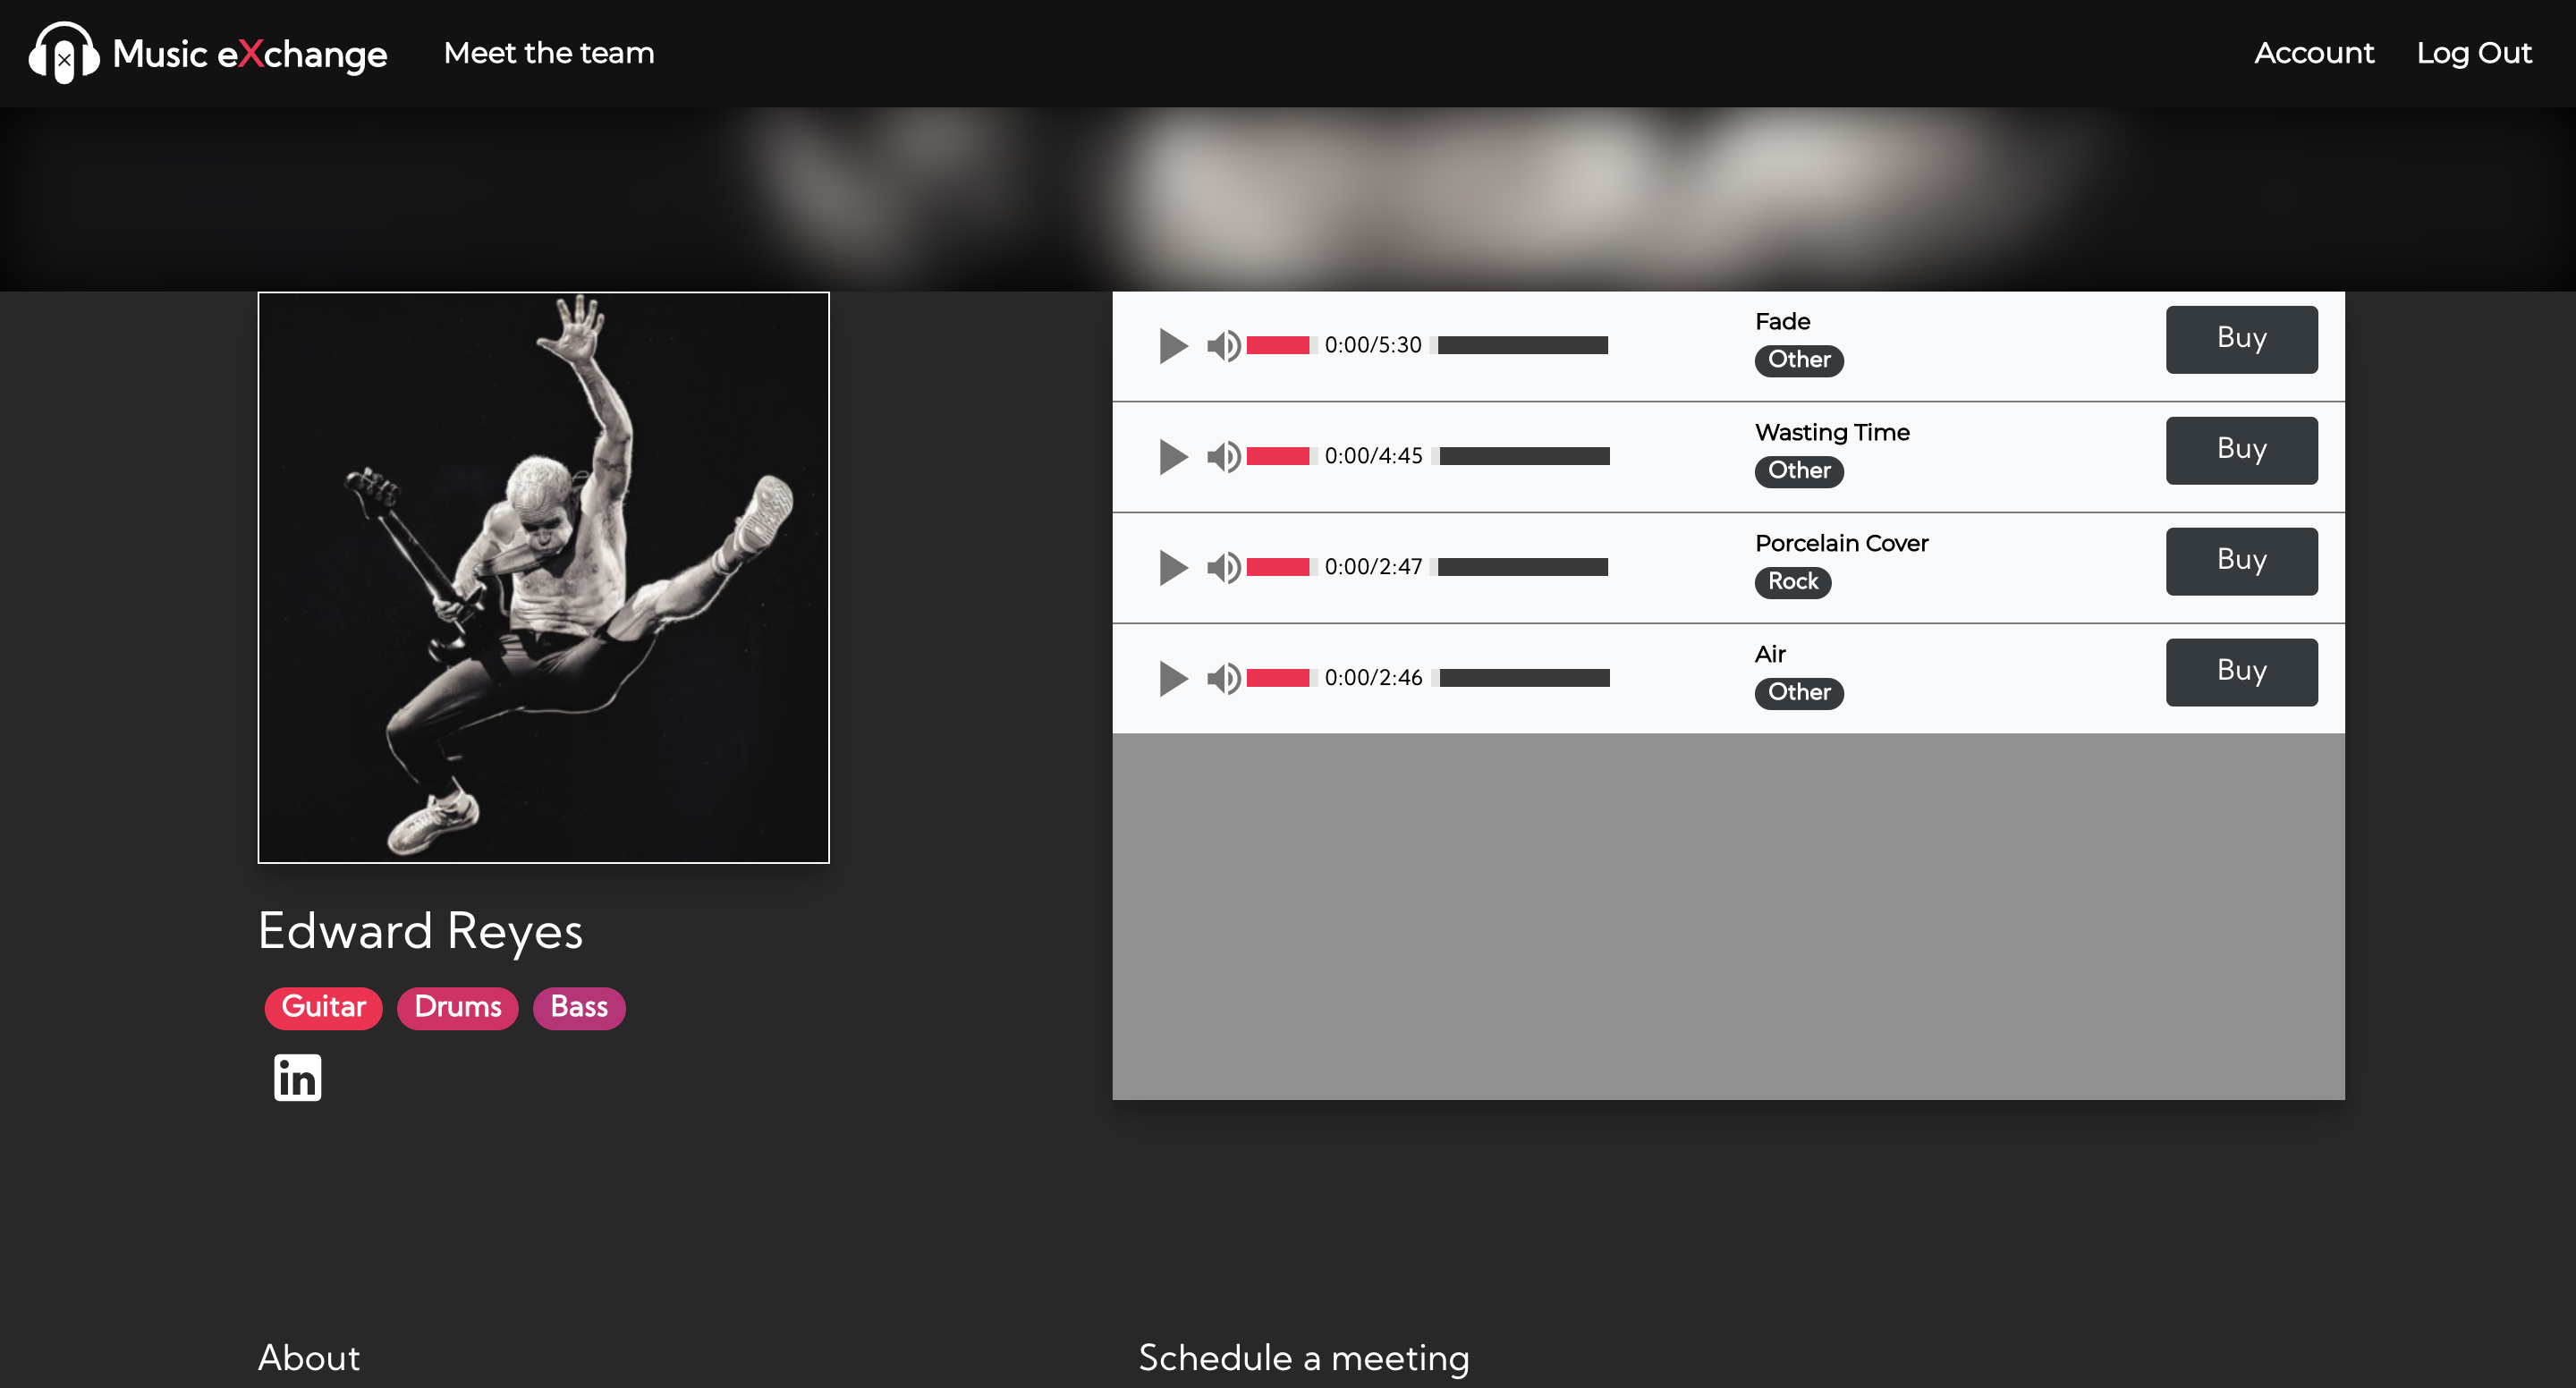 Music eXchange
Meet the team
Account
Log Out
0:00/5:30
Fade
Other
Buy
0:00/4:45
Wasting Time
Other
Buy
0:00/2:47
Porcelain Cover
Rock
Buy
0:00/2:46
Air
Other
Buy
Edward Reyes
Guitar
Drums
Bass
in
About
Schedule a meeting